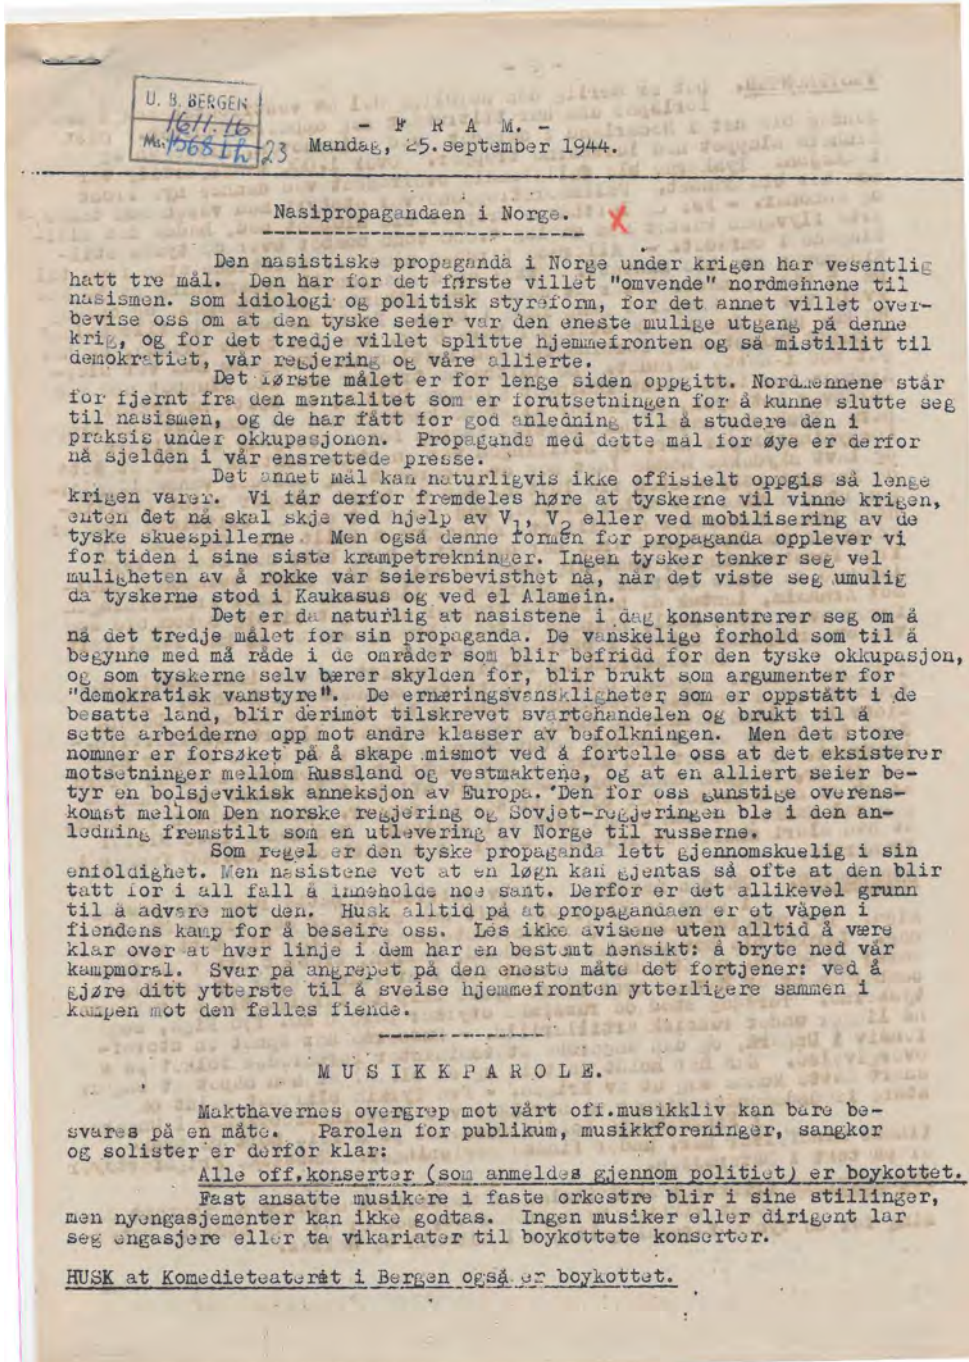 U. B. BERGEN
1611.16
Ms. 1568 1h 23
- F R A M. -
Mandag, 25.september 1944.
Nasipropagandaen i Norge.
Den nasistiske propaganda i Norge under krigen har vesentlig
hatt tre mål. Den har for det første villet "omvende" nordmennene til
nasismen. som ideologi og politisk styreform, for det annet villet over-
bevise oss om at den tyske seier var den eneste mulige utgang på denne
krig, og for det tredje villet splitte hjemmefronten og så mistillit til
demokratiet, vår regjering og våre allierte.
Det første målet er for lenge siden oppgitt. Nordmennene står
for fjernt fra den mentalitet som er forutsetningen for å kunne slutte seg
til nasismen, og de har fått for god anledning til å studere den i
praksis under okkupasjonen. Propaganda med dette mål for øye er derfor
nå sjelden i vår ensrettede presse.
Det annet mål kan naturligvis ikke offisielt oppgis så lenge
krigen varer. Vi får derfor fremdeles høre at tyskerne vil vinne krigen,
enten det nå skal skje ved hjelp av V1, V2 eller ved mobilisering av de
tyske skuespillerne. Men også denne formen for propaganda opplever vi
for tiden i sine siste krampetrekninger. Ingen tysker tenker seg vel
muligheten av å rokke vår seiersbevisthet nå, når det viste seg umulig
da tyskerne stod i Kaukasus og ved el Alamein.
Det er da naturlig at nasistene i dag konsentrerer seg om å
nå det tredje målet for sin propaganda. De vanskelige forhold som til å
begynne med må råde i de områder som blir befridd for den tyske okkupasjon,
og som tyskerne selv bærer skylden for, blir brukt som argumenter for
"demokratisk vanstyre". De ernæringsvanskligheter som er oppstått i de
besatte land, blir derimot tilskrevet svartehandelen og brukt til å
sette arbeiderne opp mot andre klasser av befolkningen. Men det store
nommer er forsøket på å skape mismot ved å fortelle oss at det eksisterer
motsetninger mellom Russland og vestmaktene, og at en alliert seier be-
tyr en bolsjevikisk anneksjon av Europa. Den for oss gunstige overens-
komst mellom Den norske regjering og Sovjet-regjeringen ble i den an-
ledning fremstilt som en utlevering av Norge til russerne.
Som regel er den tyske propaganda lett gjennomskuelig i sin
enfoldighet. Men nasistene vet at en løgn kan gjentas så ofte at den blir
tatt for i all fall å inneholde noe sant. Derfor er det allikevel grunn
til å advare mot den. Husk alltid på at propagandaen er et våpen i
fiendens kamp for å beseire oss. Les ikke avisene uten alltid å være
klar over at hver linje i dem har en bestemt hensikt: å bryte ned vår
kampmoral. Svar på angrepet på den eneste måte det fortjener: ved å
gjøre ditt ytterste til å sveise hjemmefronten ytterligere sammen i
kampen mot den felles fiende.
M U S I K K P A R O L E.
Makthavernes overgrep mot vårt off.musikkliv kan bare be-
svares på en måte. Parolen for publikum, musikkforeninger, sangkor
og solister er derfor klar:
Alle off.konserter (som anmeldes gjennom politiet) er boykottet.
Fast ansatte musikere i faste orkestre blir i sine stillinger,
men nyengasjementer kan ikke godtas. Ingen musiker eller dirigent lar
seg engasjere eller ta vikariater til boykottete konserter.
HUSK at Komedieteatret i Bergen også er boykottet.